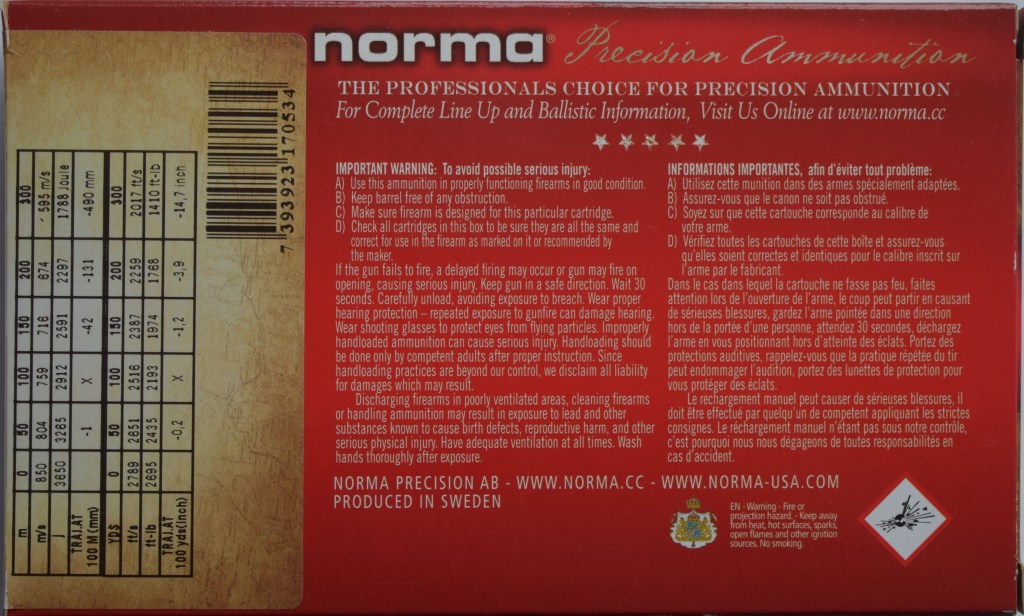 norma® Precision Ammunition
THE PROFESSIONALS CHOICE FOR PRECISION AMMUNITION
For Complete Line Up and Ballistic Information, Visit Us Online at www.norma.cc
IMPORTANT WARNING: To avoid possible serious injury:
A) Use this ammunition in properly functioning firearms in good condition.
B) Keep barrel free of any obstruction.
C) Make sure firearm is designed for this particular cartridge.
D) Check all cartridges in this box to be sure they are all the same and
correct for use in the firearm as marked on it or recommended by
the maker.
If the gun fails to fire, a delayed firing may occur or gun may fire on
opening, causing serious injury. Keep gun in a safe direction. Wait 30
seconds. Carefully unload, avoiding exposure to breach. Wear proper
hearing protection – repeated exposure to gunfire can damage hearing.
Wear shooting glasses to protect eyes from flying particles. Improperly
handloaded ammunition can cause serious injury. Handloading should
be done only by competent adults after proper instruction. Since
handloading practices are beyond our control, we disclaim all liability
for damages which may result.
Discharging firearms in poorly ventilated areas, cleaning firearms
or handling ammunition may result in exposure to lead and other
substances known to cause birth defects, reproductive harm, and other
serious physical injury. Have adequate ventilation at all times. Wash
hands thoroughly after exposure.
INFORMATIONS IMPORTANTES, afin d'éviter tout problème:
A) Utilisez cette munition dans des armes spécialement adaptées.
B) Assurez-vous que le canon ne soit pas obstrué.
C) Soyez sur que cette cartouche corresponde au calibre de
votre arme.
D) Vérifiez toutes les cartouches de cette boîte et assurez-vous
qu'elles soient correctes et identiques pour le calibre inscrit sur
l'arme par le fabricant.
Dans le cas dans lequel la cartouche ne fasse pas feu, faites
attention lors de l'ouverture de l'arme, le coup peut partir en causant
de sérieuses blessures, gardez l'arme pointée dans une direction
hors de la portée d'une personne, attendez 30 secondes, déchargez
l'arme en vous positionnant hors d'atteinte des éclats. Portez des
protections auditives, rappelez-vous que la pratique répétée du tir
peut endommager l'audition, portez des lunettes de protection pour
vous protéger des éclats.
Le rechargement manuel peut causer de sérieuses blessures, il
doit être effectué par quelqu'un de competent appliquant les strictes
consignes. Le réchargement manuel n'étant pas sous notre contrôle,
c'est pourquoi nous nous dégageons de toutes responsabilités en
cas d'accident.
NORMA PRECISION AB - WWW.NORMA.CC - WWW.NORMA-USA.COM
PRODUCED IN SWEDEN
EN - Warning - Fire or
projection hazard. - Keep away
from heat, hot surfaces, sparks,
open flames and other ignition
sources. No smoking.
m 0 50 100 150 200 300
m/s 850 804 759 716 674 595 m/s
J 3650 3265 2912 2591 2297 1788 Joule
TRAJ.AT
100 M (mm) -1 X -42 -131 -490 mm
YDS 0 50 100 150 200 300
ft/s 2789 2651 2516 2387 2259 2017 ft/s
ft-lb 2695 2435 2193 1974 1768 1410 ft-lb
TRAJ.AT
100 yds(inch) -0,2 X -1,2 -3,9 -14,7 inch
7 393923 170534